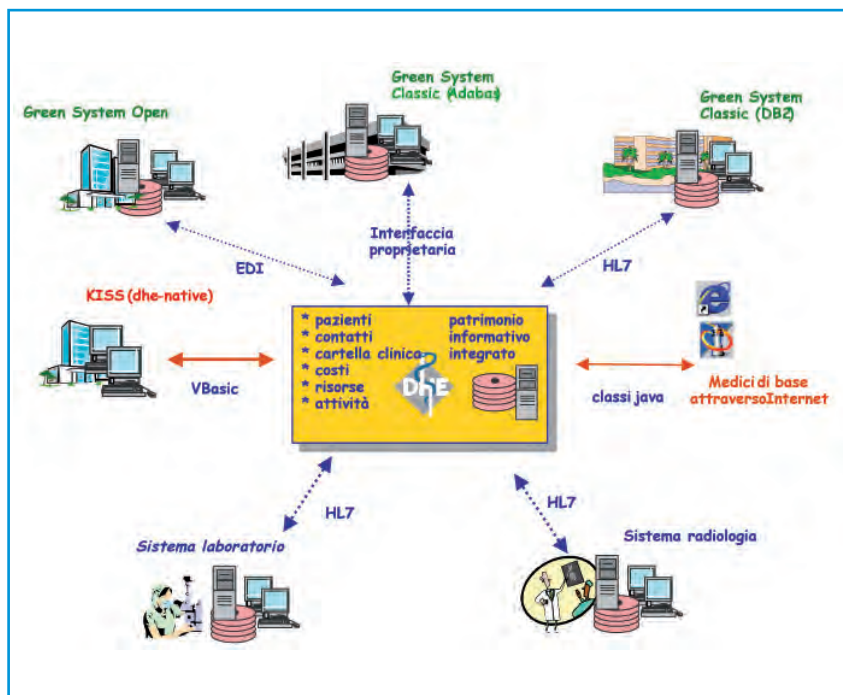 Green System
Classic (Adabas)
Green System Open
Green System
Classic (DB2)
Interfaccia
proprietaria
EDI
HL7
KISS (dhe-native)
VBasic
* pazienti
* contatti
* cartella clinica
* costi
* risorse
* attività
patrimonio
informativo
integrato
DhE
classi java
Medici di base
attraversoInternet
HL7
HL7
Sistema laboratorio
Sistema radiologia